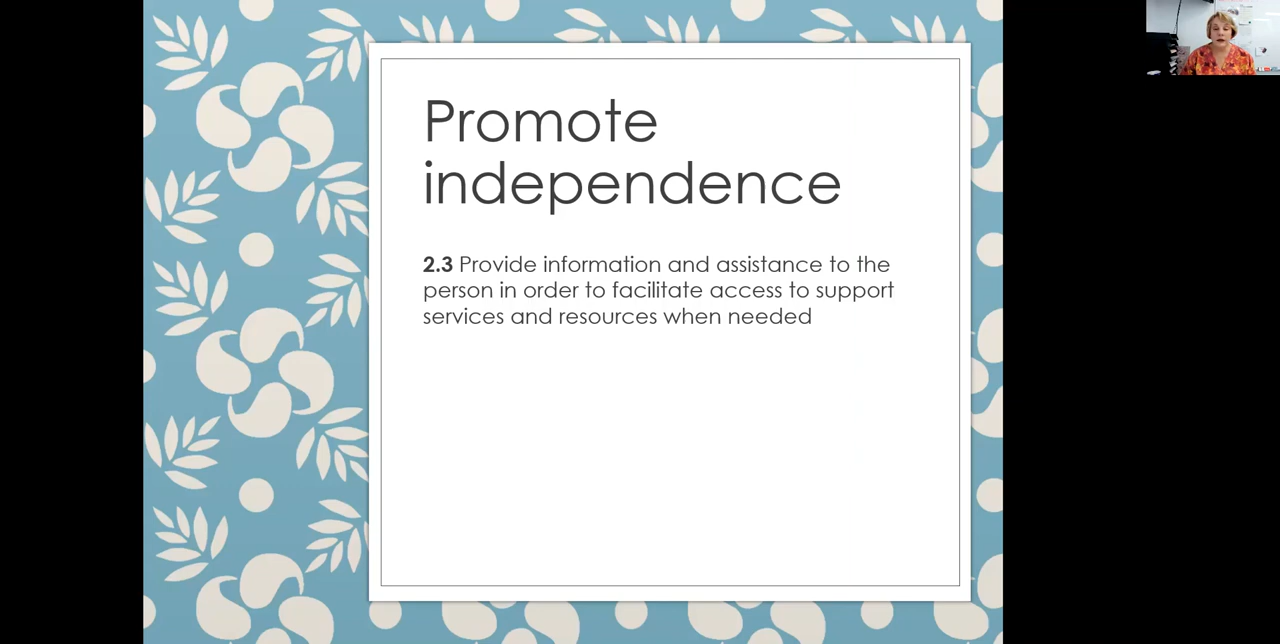 Promote
independence
2.3 Provide information and assistance to the
person in order to facilitate access to support
services and resources when needed